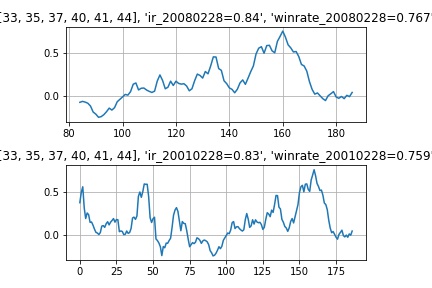 [33, 35, 37, 40, 41, 44], 'ir_20080228=0.84', 'winrate_20080228=0.767'
0.5
0.0
80 100 120 140 160 180
[33, 35, 37, 40, 41, 44], 'ir_20010228=0.83', 'winrate_20010228=0.759'
0.5
0.0
0 25 50 75 100 125 150 175